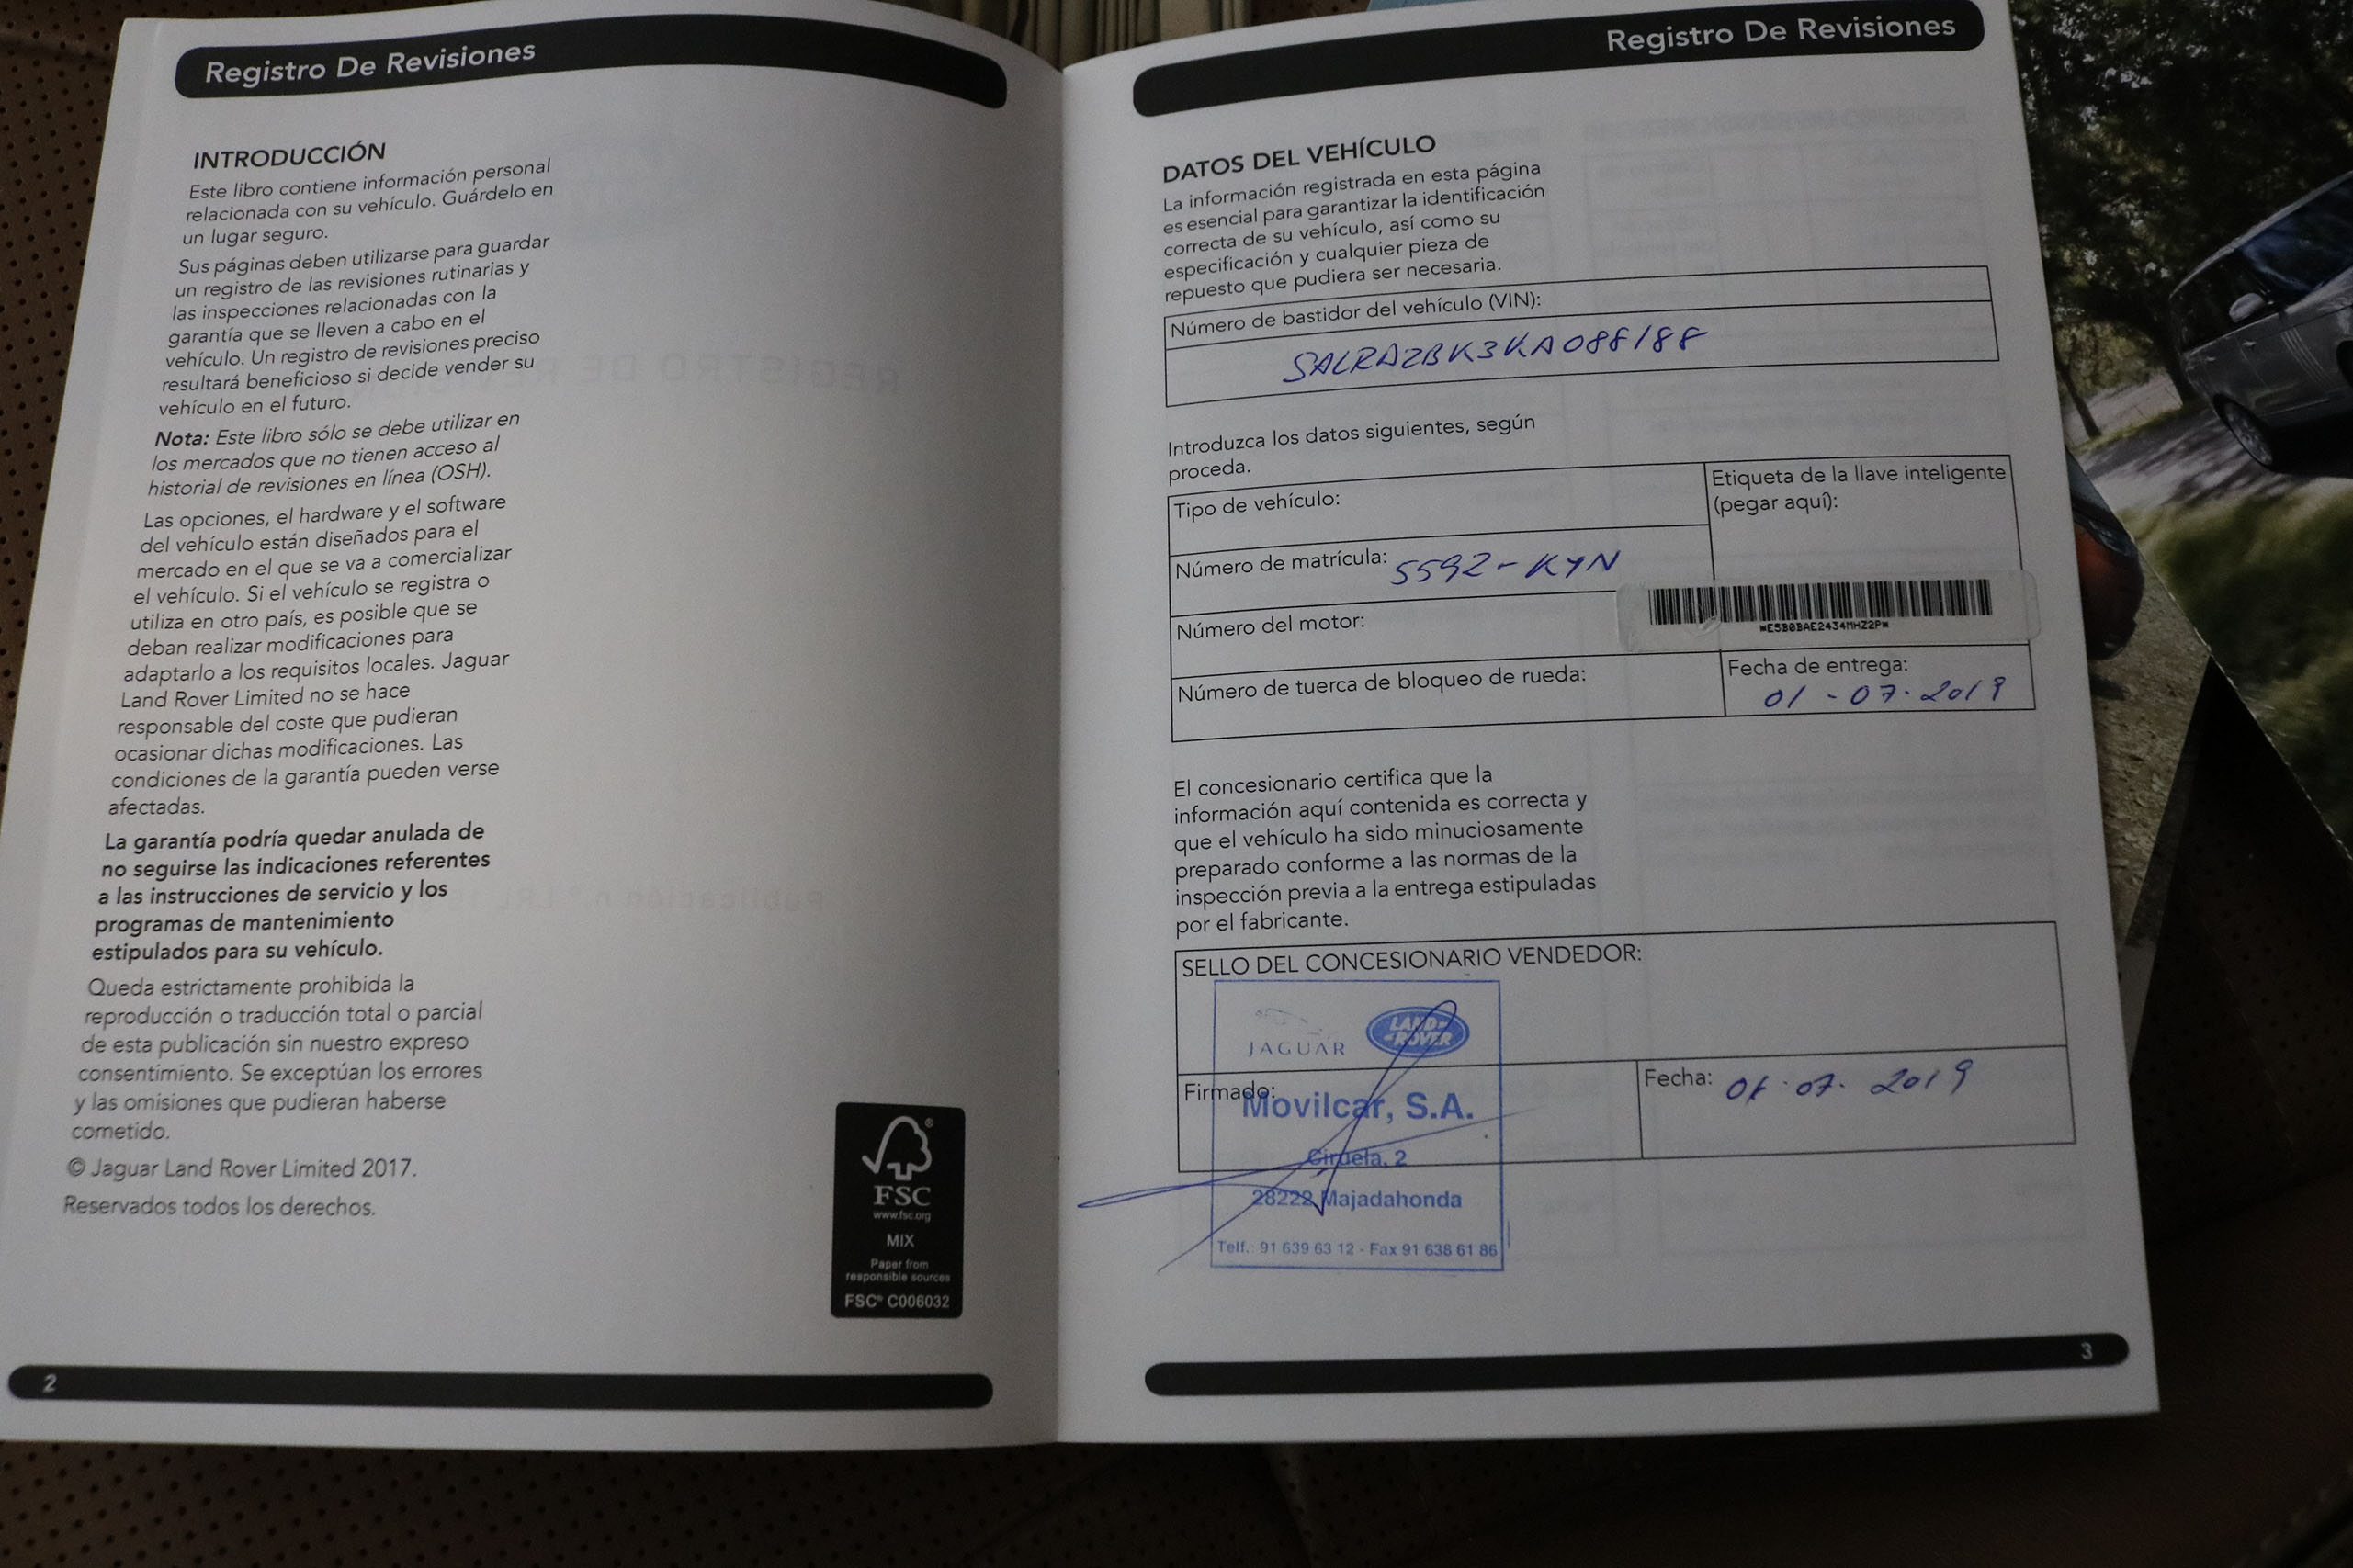 Registro De Revisiones
INTRODUCCIÓN
Este libro contiene información personal
relacionada con su vehículo. Guárdelo en
un lugar seguro.
Sus páginas deben utilizarse para guardar
un registro de las revisiones rutinarias y
las inspecciones relacionadas con la
garantía que se lleven a cabo en el
vehículo. Un registro de revisiones preciso
resultará beneficioso si decide vender su
vehículo en el futuro.
Nota: Este libro sólo se debe utilizar en
los mercados que no tienen acceso al
historial de revisiones en línea (OSH).
Las opciones, el hardware y el software
del vehículo están diseñados para el
mercado en el que se va a comercializar
el vehículo. Si el vehículo se registra o
utiliza en otro país, es posible que se
deban realizar modificaciones para
adaptarlo a los requisitos locales. Jaguar
Land Rover Limited no se hace
responsable del coste que pudieran
ocasionar dichas modificaciones. Las
condiciones de la garantía pueden verse
afectadas.
La garantía podría quedar anulada de
no seguirse las indicaciones referentes
a las instrucciones de servicio y los
programas de mantenimiento
estipulados para su vehículo.
Queda estrictamente prohibida la
reproducción o traducción total o parcial
de esta publicación sin nuestro expreso
consentimiento. Se exceptúan los errores
y las omisiones que pudieran haberse
cometido.
© Jaguar Land Rover Limited 2017.
Reservados todos los derechos.
FSC
www.fsc.org
MIX
Paper from
responsible sources
FSC® C006032
2
Registro De Revisiones
DATOS DEL VEHÍCULO
La información registrada en esta página
es esencial para garantizar la identificación
correcta de su vehículo, así como su
especificación y cualquier pieza de
repuesto que pudiera ser necesaria.
Número de bastidor del vehículo (VIN):
SALRA2BK3KA088188
Introduzca los datos siguientes, según
proceda.
Tipo de vehículo:
Etiqueta de la llave inteligente
(pegar aquí):
Número de matrícula: 5592-KYN
Número del motor:
*E5B0BAE2434MHZ2P*
Número de tuerca de bloqueo de rueda:
Fecha de entrega:
01-07-2019
El concesionario certifica que la
información aquí contenida es correcta y
que el vehículo ha sido minuciosamente
preparado conforme a las normas de la
inspección previa a la entrega estipuladas
por el fabricante.
SELLO DEL CONCESIONARIO VENDEDOR:
JAGUAR
LAND-
-ROVER
Firmado:
Fecha: 01-07-2019
Movilcar, S.A.
Ciruela, 2
28222 Majadahonda
Telf.: 91 639 63 12 - Fax 91 638 61 86
3